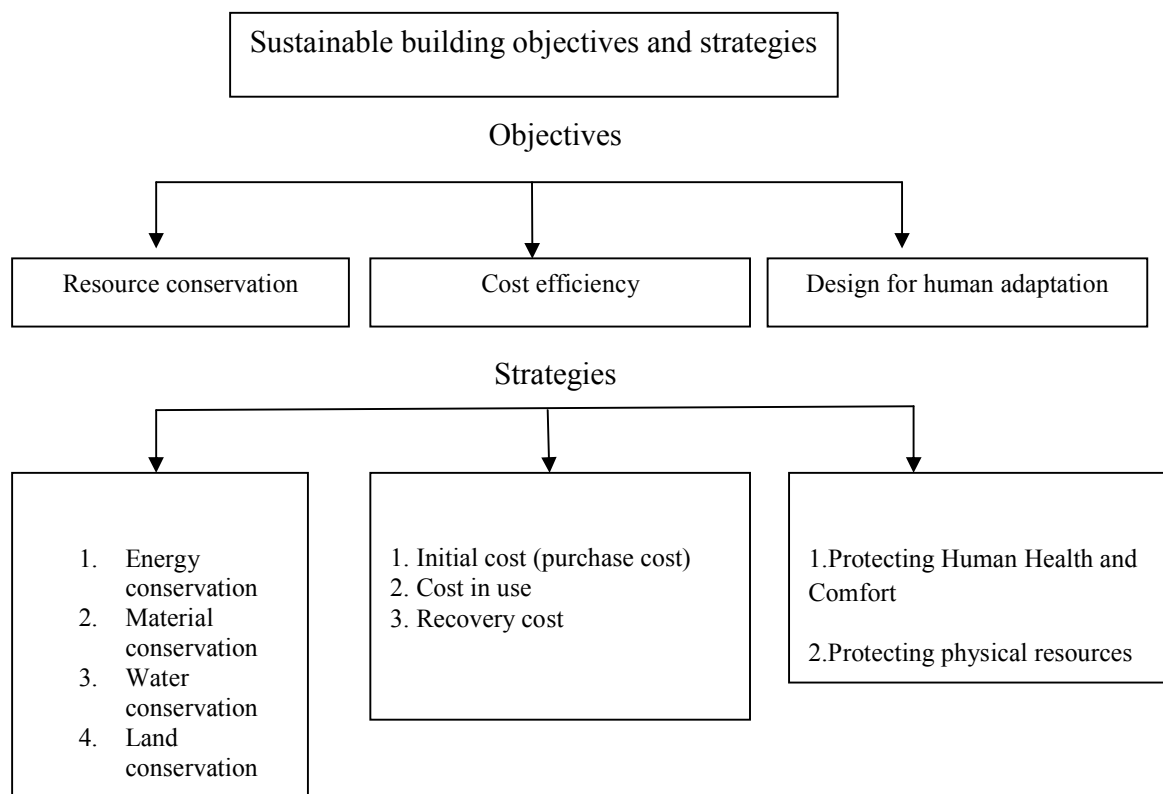 Sustainable building objectives and strategies
Objectives
Resource conservation
Cost efficiency
Design for human adaptation
Strategies
1. Energy
conservation
2. Material
conservation
3. Water
conservation
4. Land
conservation
1. Initial cost (purchase cost)
2. Cost in use
3. Recovery cost
1.Protecting Human Health and
Comfort
2.Protecting physical resources